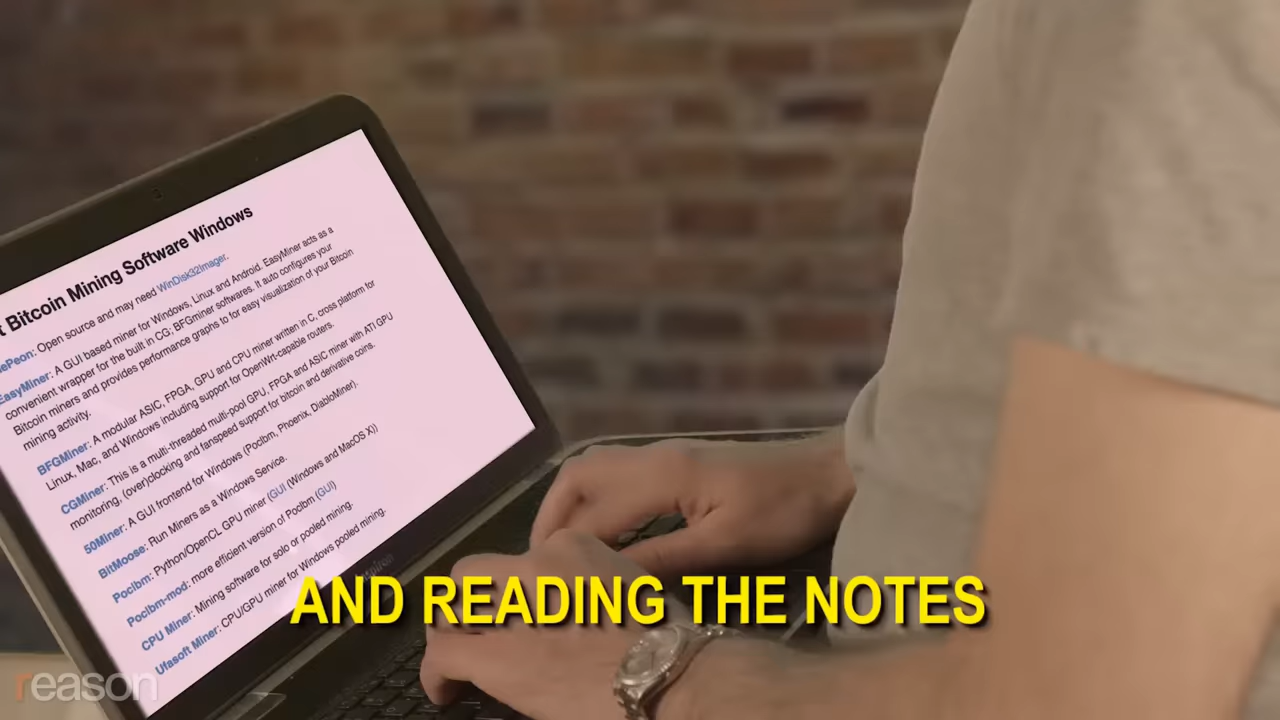 t Bitcoin Mining Software Windows
ePeon: Open source and may need WinDisk32Imager.
EasyMiner: A GUI based miner for Windows, Linux and Android. EasyMiner acts as a
convenient wrapper for the built in CG; BFGminer softwares. It auto configures your
Bitcoin miners and provides performance graphs to for easy visualization of your Bitcoin
mining activity.
BFGMiner: A modular ASIC, FPGA, GPU and CPU miner written in C, cross platform for
Linux, Mac, and Windows including support for OpenWrt-capable routers.
CGMiner: This is a multi-threaded multi-pool GPU, FPGA and ASIC miner with ATI GPU
monitoring, (over)clocking and fanspeed support for bitcoin and derivative coins.
50Miner: A GUI frontend for Windows (Poclbm, Phoenix, DiabloMiner).
BitMoose: Run Miners as a Windows Service.
Poclbm: Python/OpenCL GPU miner (GUI (Windows and MacOS X))
Poclbm-mod: more efficient version of Poclbm (GUI)
CPU Miner: Mining software for solo or pooled mining.
Ufasoft Miner: CPU/GPU miner for Windows pooled mining.
AND READING THE NOTES
reason